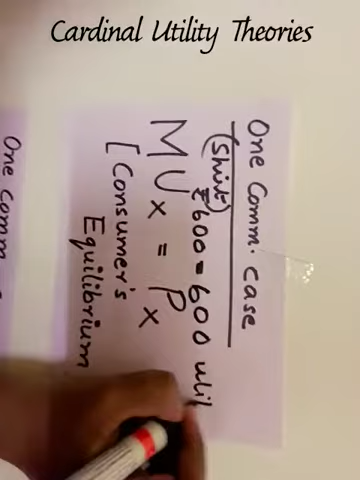 Cardinal Utility Theories
One Comm. case
(Shirt)
₹600 = 600 util
MUx = Px
[Consumer's
Equilibrium
One comm